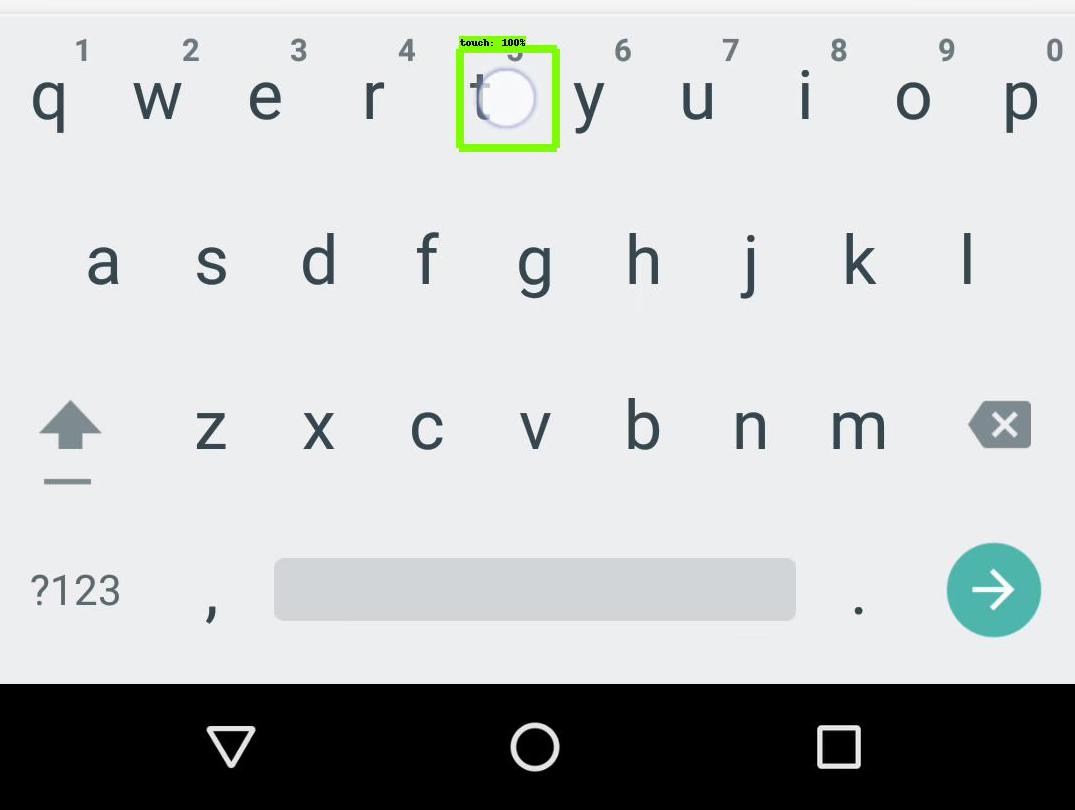 touch: 100%
1 2 3 4 5 6 7 8 9 0
q w e r t y u i o p
a s d f g h j k l
z x c v b n m
?123 , .